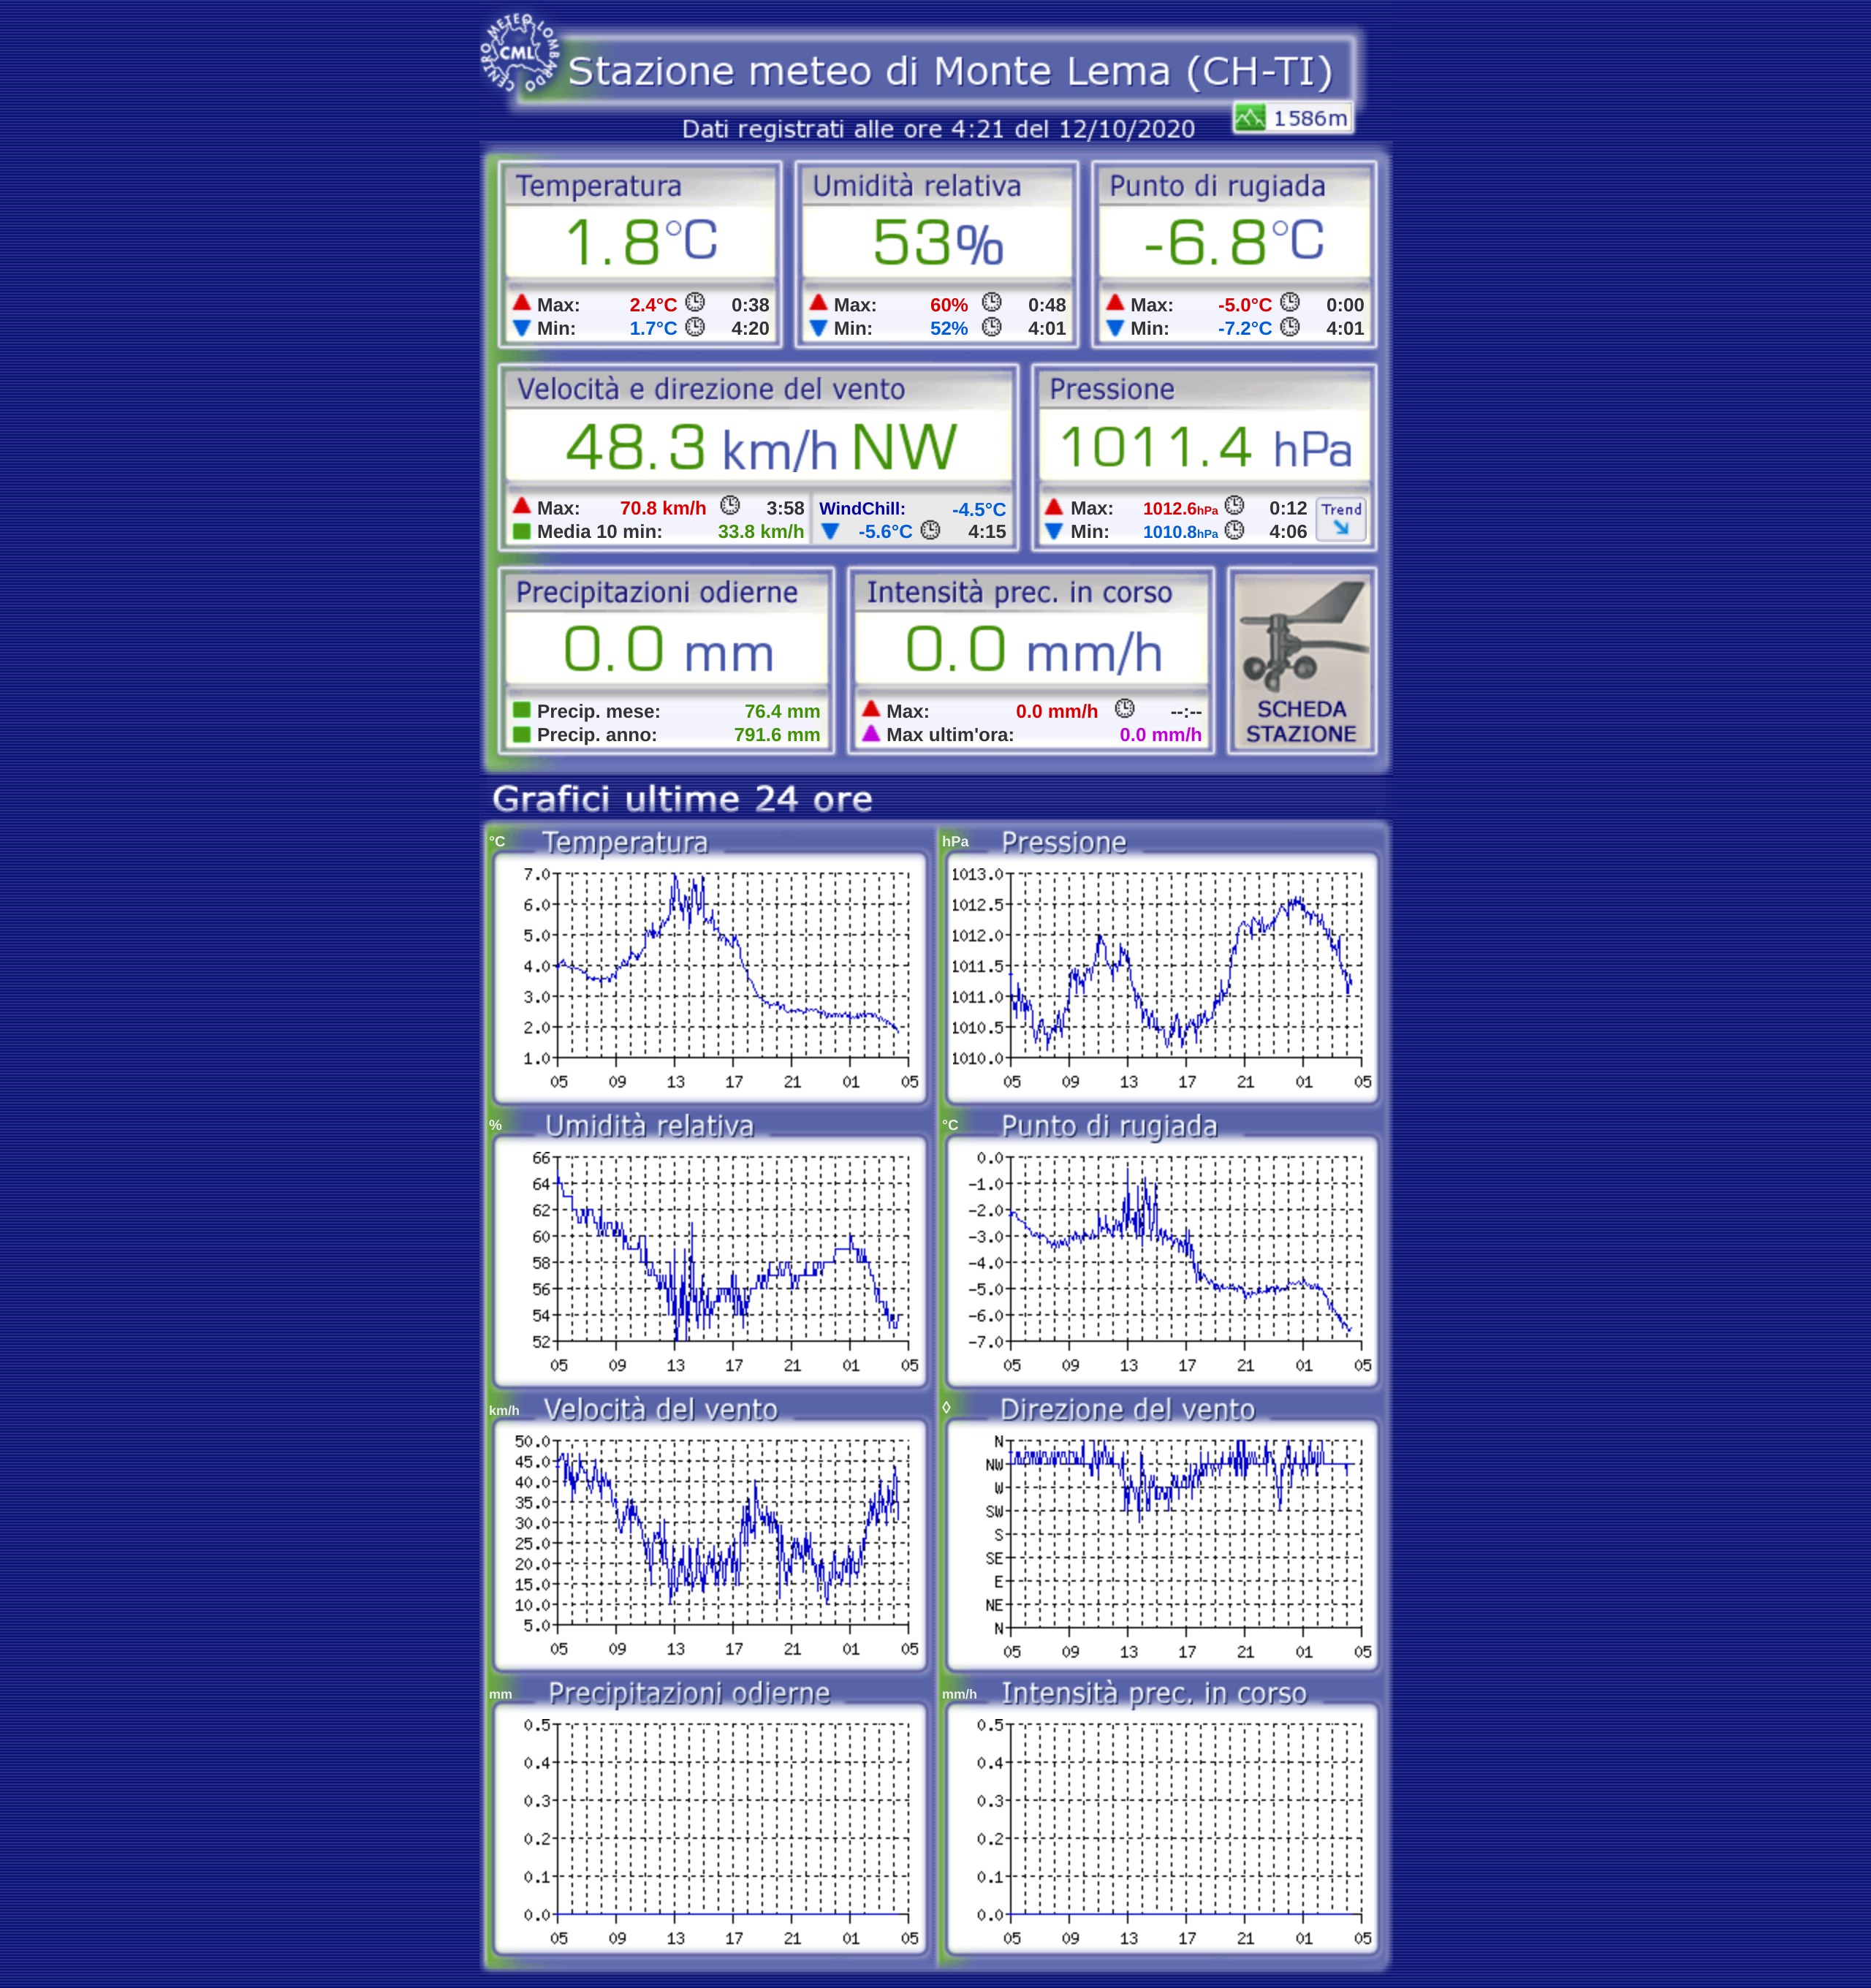 CENTRO METEO LOMBARDO
CML
Stazione meteo di Monte Lema (CH-TI)
1586m
Dati registrati alle ore 4:21 del 12/10/2020
Temperatura Umidità relativa Punto di rugiada
1.8°C 53% -6.8°C
Max: 2.4°C 0:38 Max: 60% 0:48 Max: -5.0°C 0:00
Min: 1.7°C 4:20 Min: 52% 4:01 Min: -7.2°C 4:01
Velocità e direzione del vento Pressione
48.3 km/h NW 1011.4 hPa
Max: 70.8 km/h 3:58 WindChill: -4.5°C Max: 1012.6hPa 0:12 Trend
Media 10 min: 33.8 km/h -5.6°C 4:15 Min: 1010.8hPa 4:06
Precipitazioni odierne Intensità prec. in corso
0.0 mm 0.0 mm/h
Precip. mese: 76.4 mm Max: 0.0 mm/h --:-- SCHEDA
Precip. anno: 791.6 mm Max ultim'ora: 0.0 mm/h STAZIONE
Grafici ultime 24 ore
°C Temperatura
7.0
6.0
5.0
4.0
3.0
2.0
1.0
05 09 13 17 21 01 05
hPa Pressione
1013.0
1012.5
1012.0
1011.5
1011.0
1010.5
1010.0
05 09 13 17 21 01 05
% Umidità relativa
66
64
62
60
58
56
54
52
05 09 13 17 21 01 05
°C Punto di rugiada
0.0
-1.0
-2.0
-3.0
-4.0
-5.0
-6.0
-7.0
05 09 13 17 21 01 05
km/h Velocità del vento
50.0
45.0
40.0
35.0
30.0
25.0
20.0
15.0
10.0
5.0
05 09 13 17 21 01 05
◊ Direzione del vento
N
NW
W
SW
S
SE
E
NE
N
05 09 13 17 21 01 05
mm Precipitazioni odierne
0.5
0.4
0.3
0.2
0.1
0.0
05 09 13 17 21 01 05
mm/h Intensità prec. in corso
0.5
0.4
0.3
0.2
0.1
0.0
05 09 13 17 21 01 05